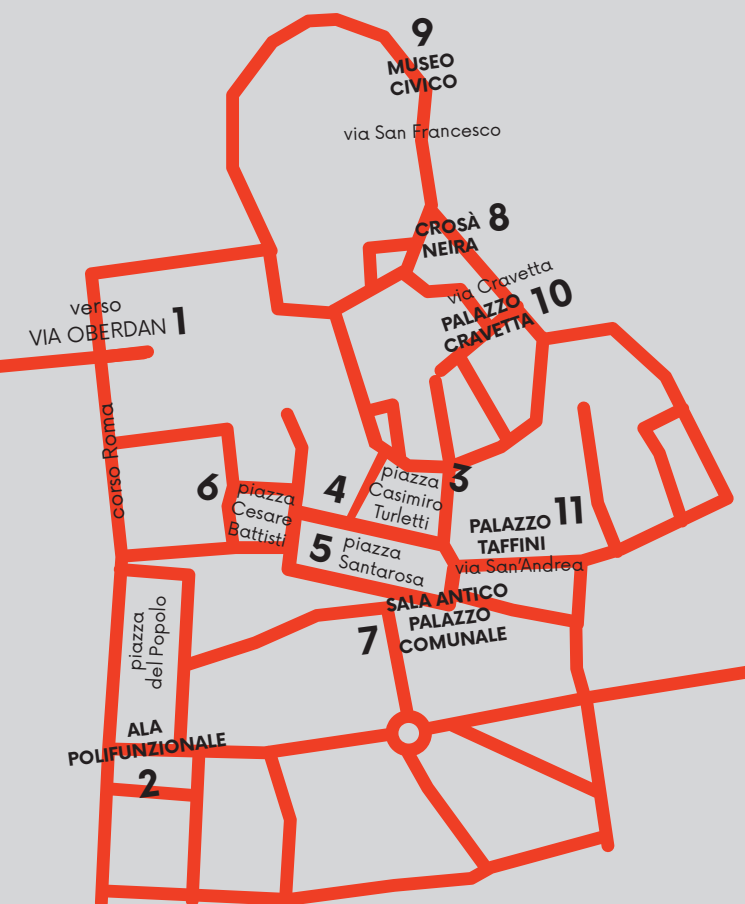 9
MUSEO
CIVICO
via San Francesco
CROSÀ 8
NEIRA
via Cravetta
PALAZZO 10
CRAVETTA
verso
VIA OBERDAN 1
corso Roma
6
piazza
Cesare
Battisti
4
piazza
Casimiro
Turletti
3
5
piazza
Santarosa
PALAZZO 11
TAFFINI
via San'Andrea
SALA ANTICO
PALAZZO
COMUNALE
7
piazza
del Popolo
ALA
POLIFUNZIONALE
2